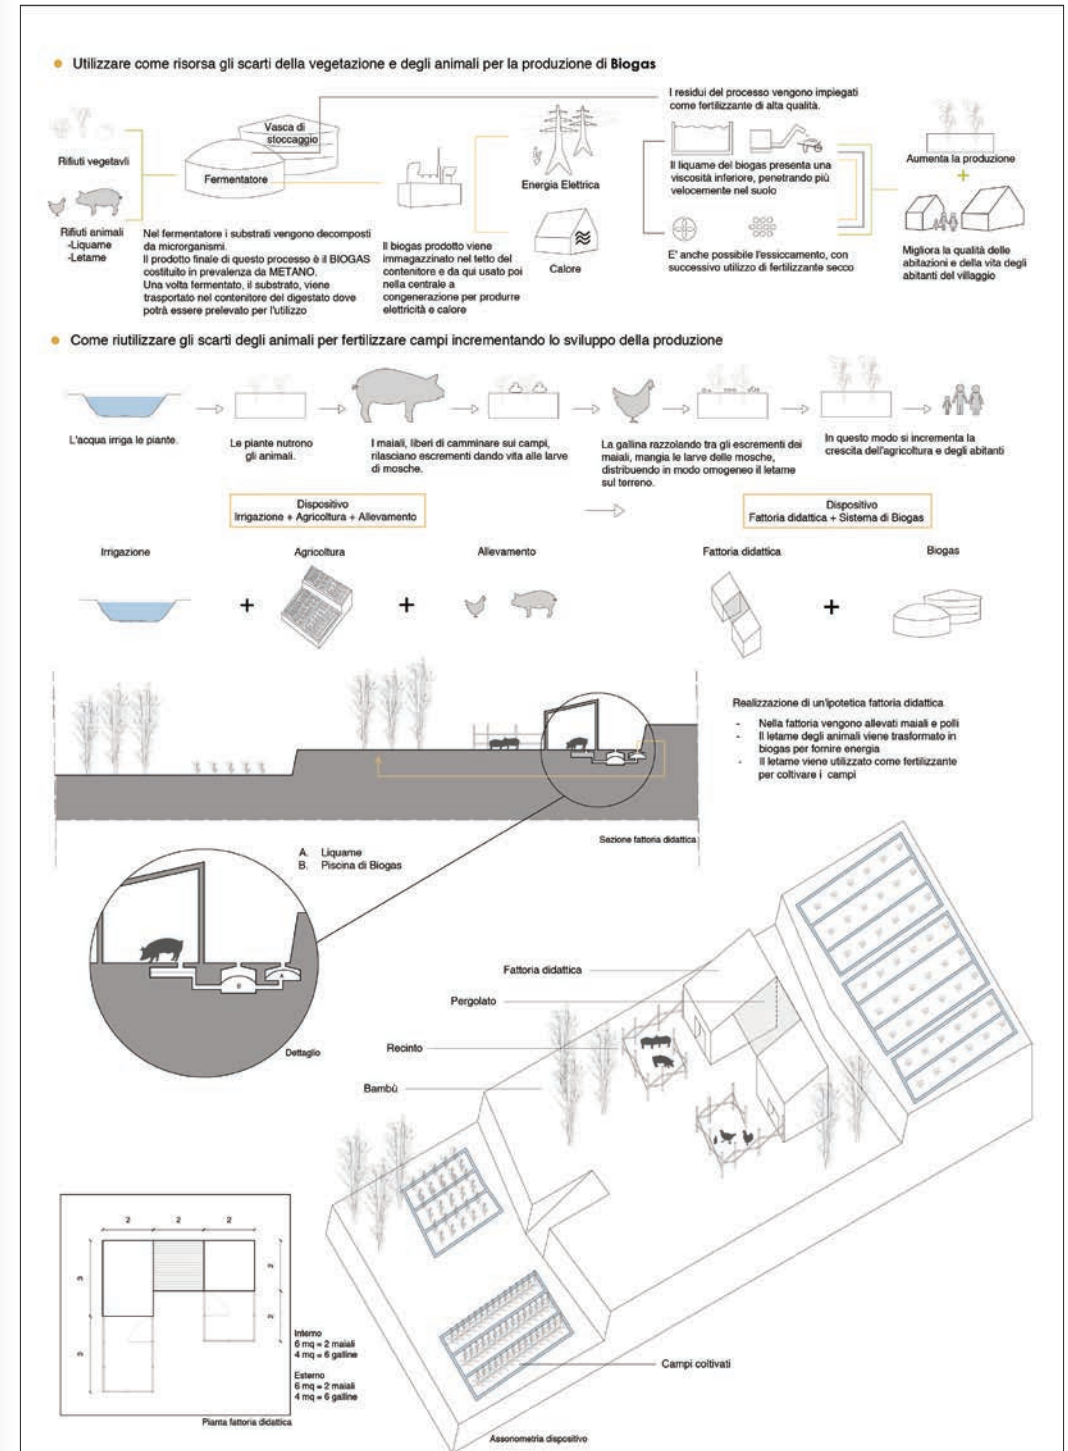 Utilizzare come risorsa gli scarti della vegetazione e degli animali per la produzione di Biogas
Rifiuti vegetavli
Rifiuti animali
-Liquame
-Letame
Vasca di
stoccaggio
Fermentatore
Nel fermentatore i substrati vengono decomposti
da microrganismi.
Il prodotto finale di questo processo è il BIOGAS
costituito in prevalenza da METANO.
Una volta fermentato, il substrato, viene
trasportato nel contenitore del digestato dove
potrà essere prelevato per l'utilizzo
Il biogas prodotto viene
immagazzinato nel tetto del
contenitore e da qui usato poi
nella centrale a
congenerazione per produrre
elettricità e calore
Energia Elettrica
Calore
I residui del processo vengono impiegati
come fertilizzante di alta qualità.
Il liquame del biogas presenta una
viscosità inferiore, penetrando più
velocemente nel suolo
E' anche possibile l'essiccamento, con
successivo utilizzo di fertilizzante secco
Aumenta la produzione
+
Migliora la qualità delle
abitazioni e della vita degli
abitanti del villaggio
Come riutilizzare gli scarti degli animali per fertilizzare campi incrementando lo sviluppo della produzione
L'acqua irriga le piante.
Le piante nutrono
gli animali.
I maiali, liberi di camminare sui campi,
rilasciano escrementi dando vita alle larve
di mosche.
La gallina razzolando tra gli escrementi dei
maiali, mangia le larve delle mosche,
distribuendo in modo omogeneo il letame
sul terreno.
In questo modo si incrementa la
crescita dell'agricoltura e degli abitanti
Dispositivo
Irrigazione + Agricoltura + Allevamento
Dispositivo
Fattoria didattica + Sistema di Biogas
Irrigazione
+
Agricoltura
+
Allevamento
Fattoria didattica
+
Biogas
Realizzazione di un'ipotetica fattoria didattica
- Nella fattoria vengono allevati maiali e polli
- Il letame degli animali viene trasformato in
biogas per fornire energia
- Il letame viene utilizzato come fertilizzante
per coltivare i campi
Sezione fattoria didattica
A. Liquame
B. Piscina di Biogas
B
A
Dettaglio
Fattoria didattica
Pergolato
Recinto
Bambù
Campi coltivati
Assonometria dispositivo
2 2 2
3
3
2
2
Interno
6 mq = 2 maiali
4 mq = 6 galline
Esterno
6 mq = 2 maiali
4 mq = 6 galline
Pianta fattoria didattica